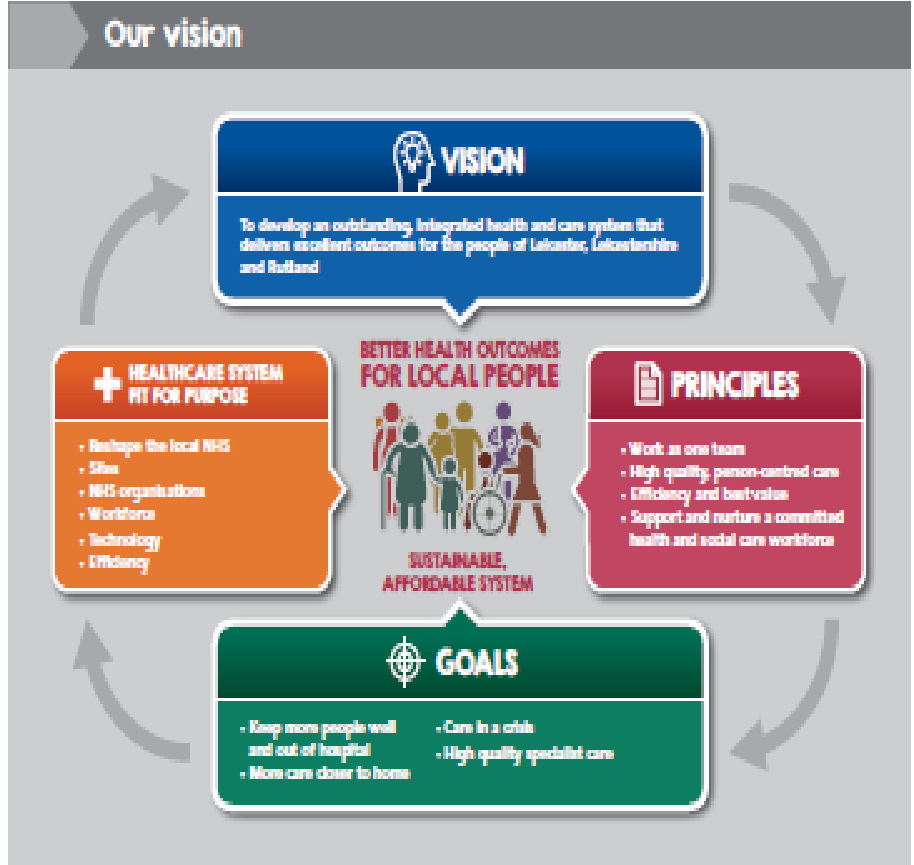 Our vision
VISION
To develop an outstanding, integrated health and care system that
delivers excellent outcomes for the people of Leicester, Leicestershire
and Rutland
BETTER HEALTH OUTCOMES
FOR LOCAL PEOPLE
SUSTAINABLE,
AFFORDABLE SYSTEM
PRINCIPLES
• Work as one team
• High quality, person-centred care
• Efficiency and best value
• Support and nurture a committed
health and social care workforce
GOALS
• Keep more people well
and out of hospital
• More care closer to home
• Care in a crisis
• High quality specialist care
HEALTHCARE SYSTEM
FIT FOR PURPOSE
• Reshape the local NHS
• Sites
• NHS organisations
• Workforce
• Technology
• Efficiency